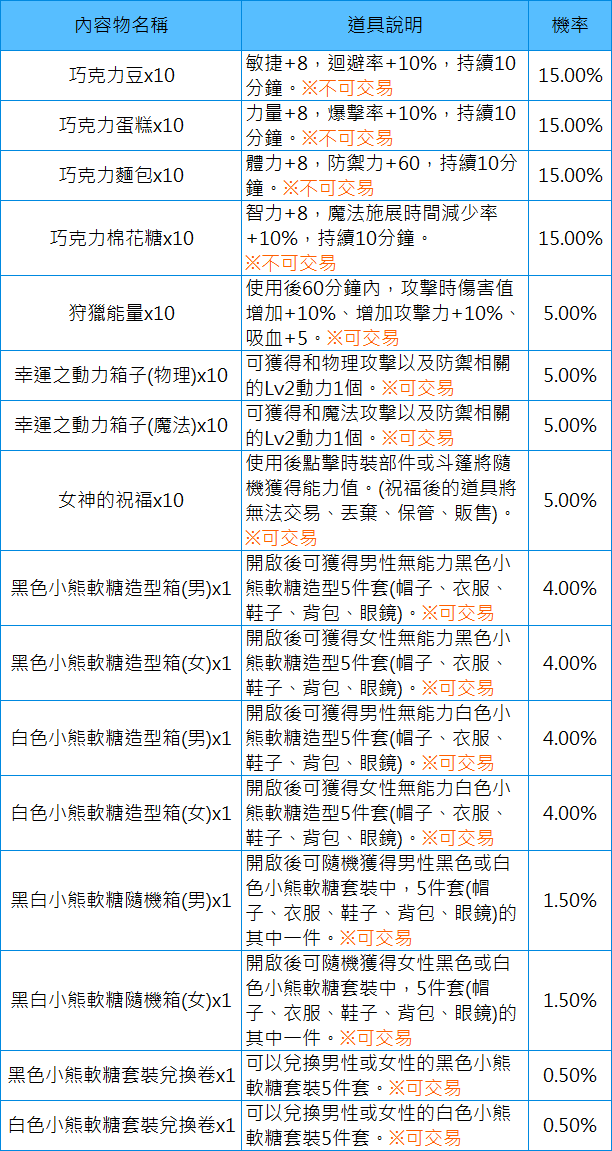 內容物名稱 道具說明 機率
巧克力豆x10 敏捷+8，迴避率+10%，持續10 15.00%
分鐘。※不可交易
巧克力蛋糕x10 力量+8，爆擊率+10%，持續10 15.00%
分鐘。※不可交易
巧克力麵包x10 體力+8，防禦力+60，持續10分 15.00%
鐘。※不可交易
巧克力棉花糖x10 智力+8，魔法施展時間減少率 15.00%
+10%，持續10分鐘。
※不可交易
狩獵能量x10 使用後60分鐘內，攻擊時傷害值 5.00%
增加+10%、增加攻擊力+10%、
吸血+5。※可交易
幸運之動力箱子(物理)x10 可獲得和物理攻擊以及防禦相關 5.00%
的Lv2動力1個。※可交易
幸運之動力箱子(魔法)x10 可獲得和魔法攻擊以及防禦相關 5.00%
的Lv2動力1個。※可交易
女神的祝福x10 使用後點擊時裝部件或斗篷將隨 5.00%
機獲得能力值。(祝福後的道具將
無法交易、丟棄、保管、販售)。
※可交易
黑色小熊軟糖造型箱(男)x1 開啟後可獲得男性無能力黑色小 4.00%
熊軟糖造型5件套(帽子、衣服、
鞋子、背包、眼鏡)。※可交易
黑色小熊軟糖造型箱(女)x1 開啟後可獲得女性無能力黑色小 4.00%
熊軟糖造型5件套(帽子、衣服、
鞋子、背包、眼鏡)。※可交易
白色小熊軟糖造型箱(男)x1 開啟後可獲得男性無能力白色小 4.00%
熊軟糖造型5件套(帽子、衣服、
鞋子、背包、眼鏡)。※可交易
白色小熊軟糖造型箱(女)x1 開啟後可獲得女性無能力白色小 4.00%
熊軟糖造型5件套(帽子、衣服、
鞋子、背包、眼鏡)。※可交易
黑白小熊軟糖隨機箱(男)x1 開啟後可隨機獲得男性黑色或白 1.50%
色小熊軟糖套裝中，5件套(帽
子、衣服、鞋子、背包、眼鏡)的
其中一件。※可交易
黑白小熊軟糖隨機箱(女)x1 開啟後可隨機獲得女性黑色或白 1.50%
色小熊軟糖套裝中，5件套(帽
子、衣服、鞋子、背包、眼鏡)的
其中一件。※可交易
黑色小熊軟糖套裝兌換卷x1 可以兌換男性或女性的黑色小熊 0.50%
軟糖套裝5件套。※可交易
白色小熊軟糖套裝兌換卷x1 可以兌換男性或女性的白色小熊 0.50%
軟糖套裝5件套。※可交易